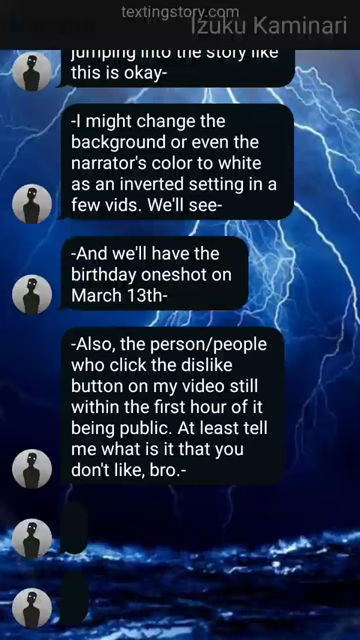 textingstory.com
Izuku Kaminari
jumping into the story like
this is okay-
-I might change the
background or even the
narrator's color to white
as an inverted setting in a
few vids. We'll see-
-And we'll have the
birthday oneshot on
March 13th-
-Also, the person/people
who click the dislike
button on my video still
within the first hour of it
being public. At least tell
me what is it that you
don't like, bro.-